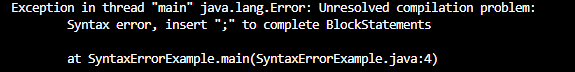 Exception in thread "main" java.lang.Error: Unresolved compilation problem:
Syntax error, insert ";" to complete BlockStatements
at SyntaxErrorExample.main(SyntaxErrorExample.java:4)